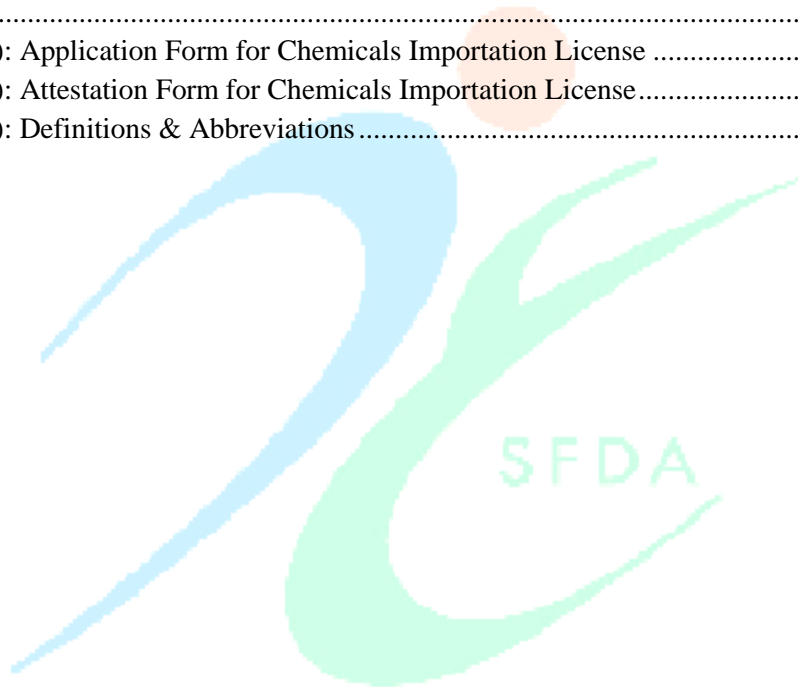 ....................................................................................................
): Application Form for Chemicals Importation License ....................
): Attestation Form for Chemicals Importation License......................
): Definitions & Abbreviations............................................................
SFDA